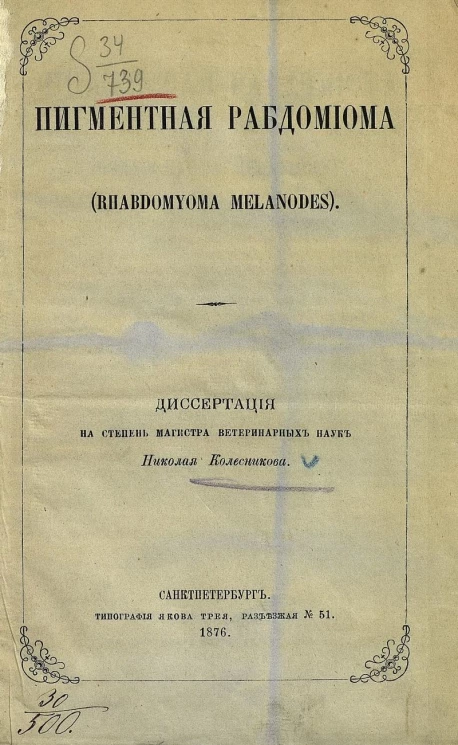 S 34
739
ПИГМЕНТНАЯ РАБДОМІОМА
(RHABDOMYOMA MELANODES).
ДИССЕРТАЦІЯ
НА СТЕПЕНЬ МАГИСТРА ВЕТЕРИНАРНЫХЪ НАУКЪ
Николая Колесникова.
САНКТПЕТЕРБУРГЪ.
ТИПОГРАФІЯ ЯКОВА ТРЕЯ, РАЗЪѢЗЖАЯ № 51.
1876.
30
500.